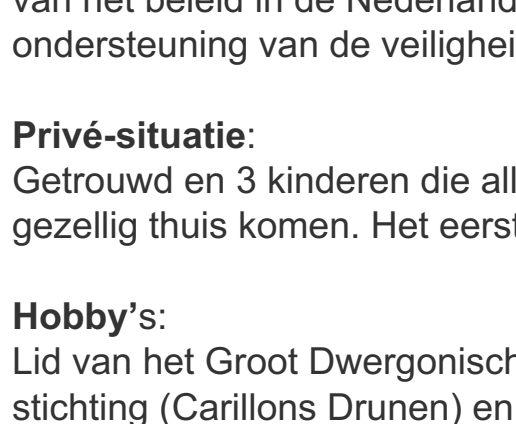 van het beleid in de Nederland
ondersteuning van de veilighei
Privé-situatie:
Getrouwd en 3 kinderen die all
gezellig thuis komen. Het eerst
Hobby’s:
Lid van het Groot Dwergonisch
stichting (Carillons Drunen) en